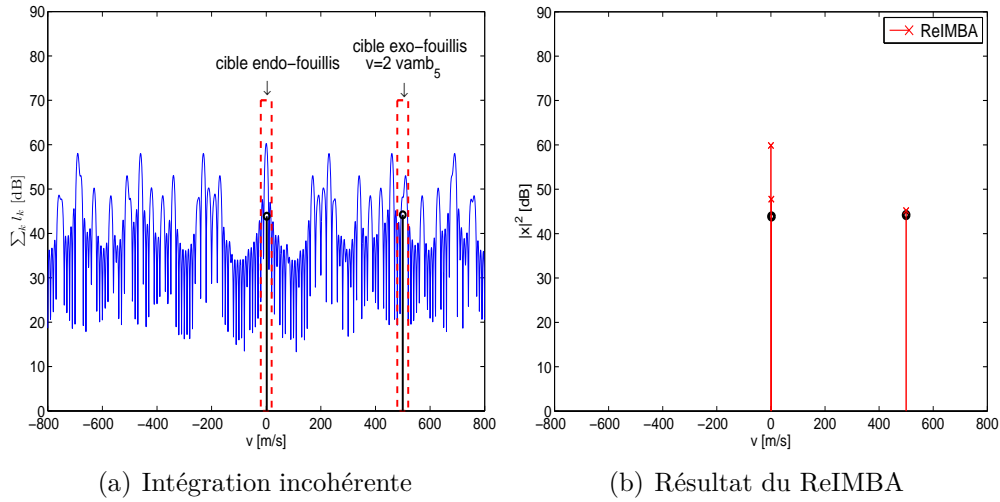 90
80
70
60
50
40
30
20
10
0
∑k lk [dB]
cible endo-fouillis
cible exo-fouillis
v=2 vamb5
−800 −600 −400 −200 0 200 400 600 800
v [m/s]
(a) Intégration incohérente
90
80
70
60
50
40
30
20
10
0
|x|² [dB]
ReIMBA
−800 −600 −400 −200 0 200 400 600 800
v [m/s]
(b) Résultat du ReIMBA